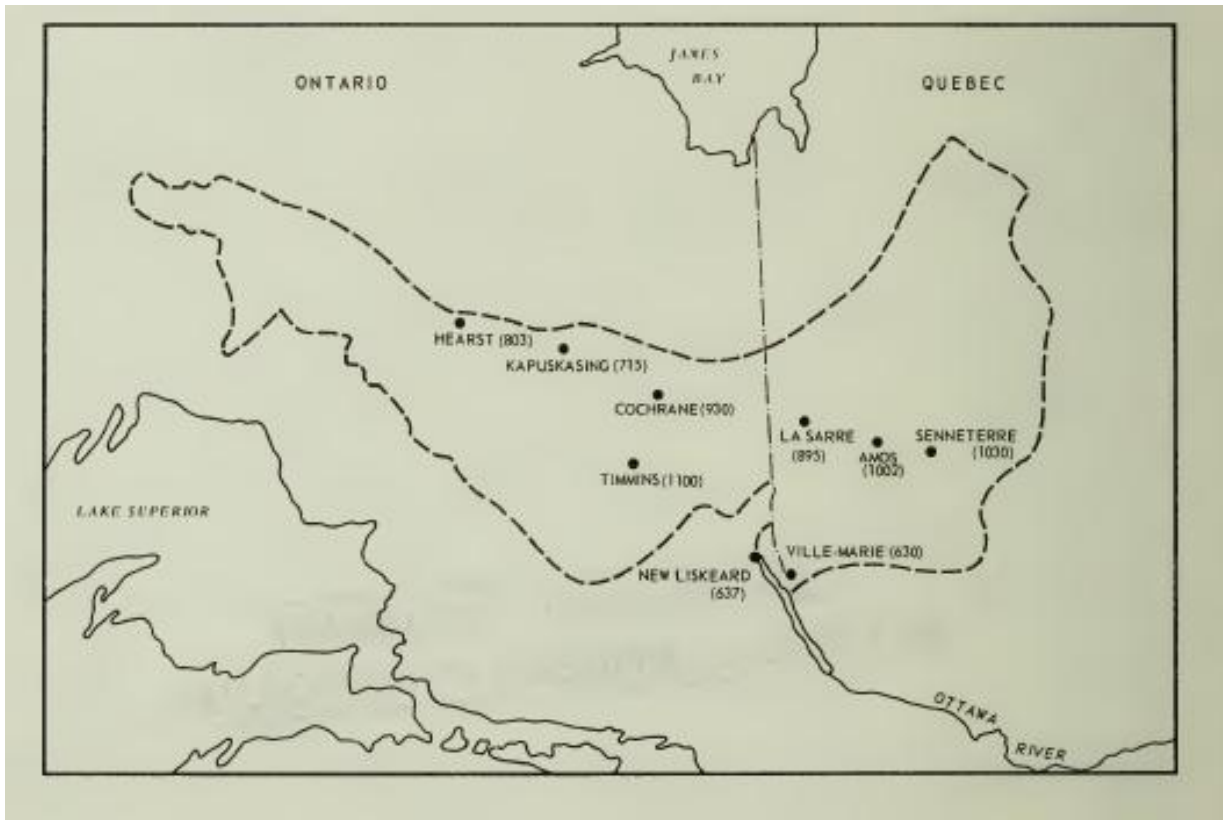 JAMES
BAY
ONTARIO
QUEBEC
HEARST (803)
KAPUSKASING (715)
COCHRANE (930)
LA SARRE
(895)
AMOS
(1002)
SENNETERRE
(1030)
TIMMINS (1100)
LAKE SUPERIOR
VILLE-MARIE (630)
NEW LISKEARD
(637)
OTTAWA
RIVER